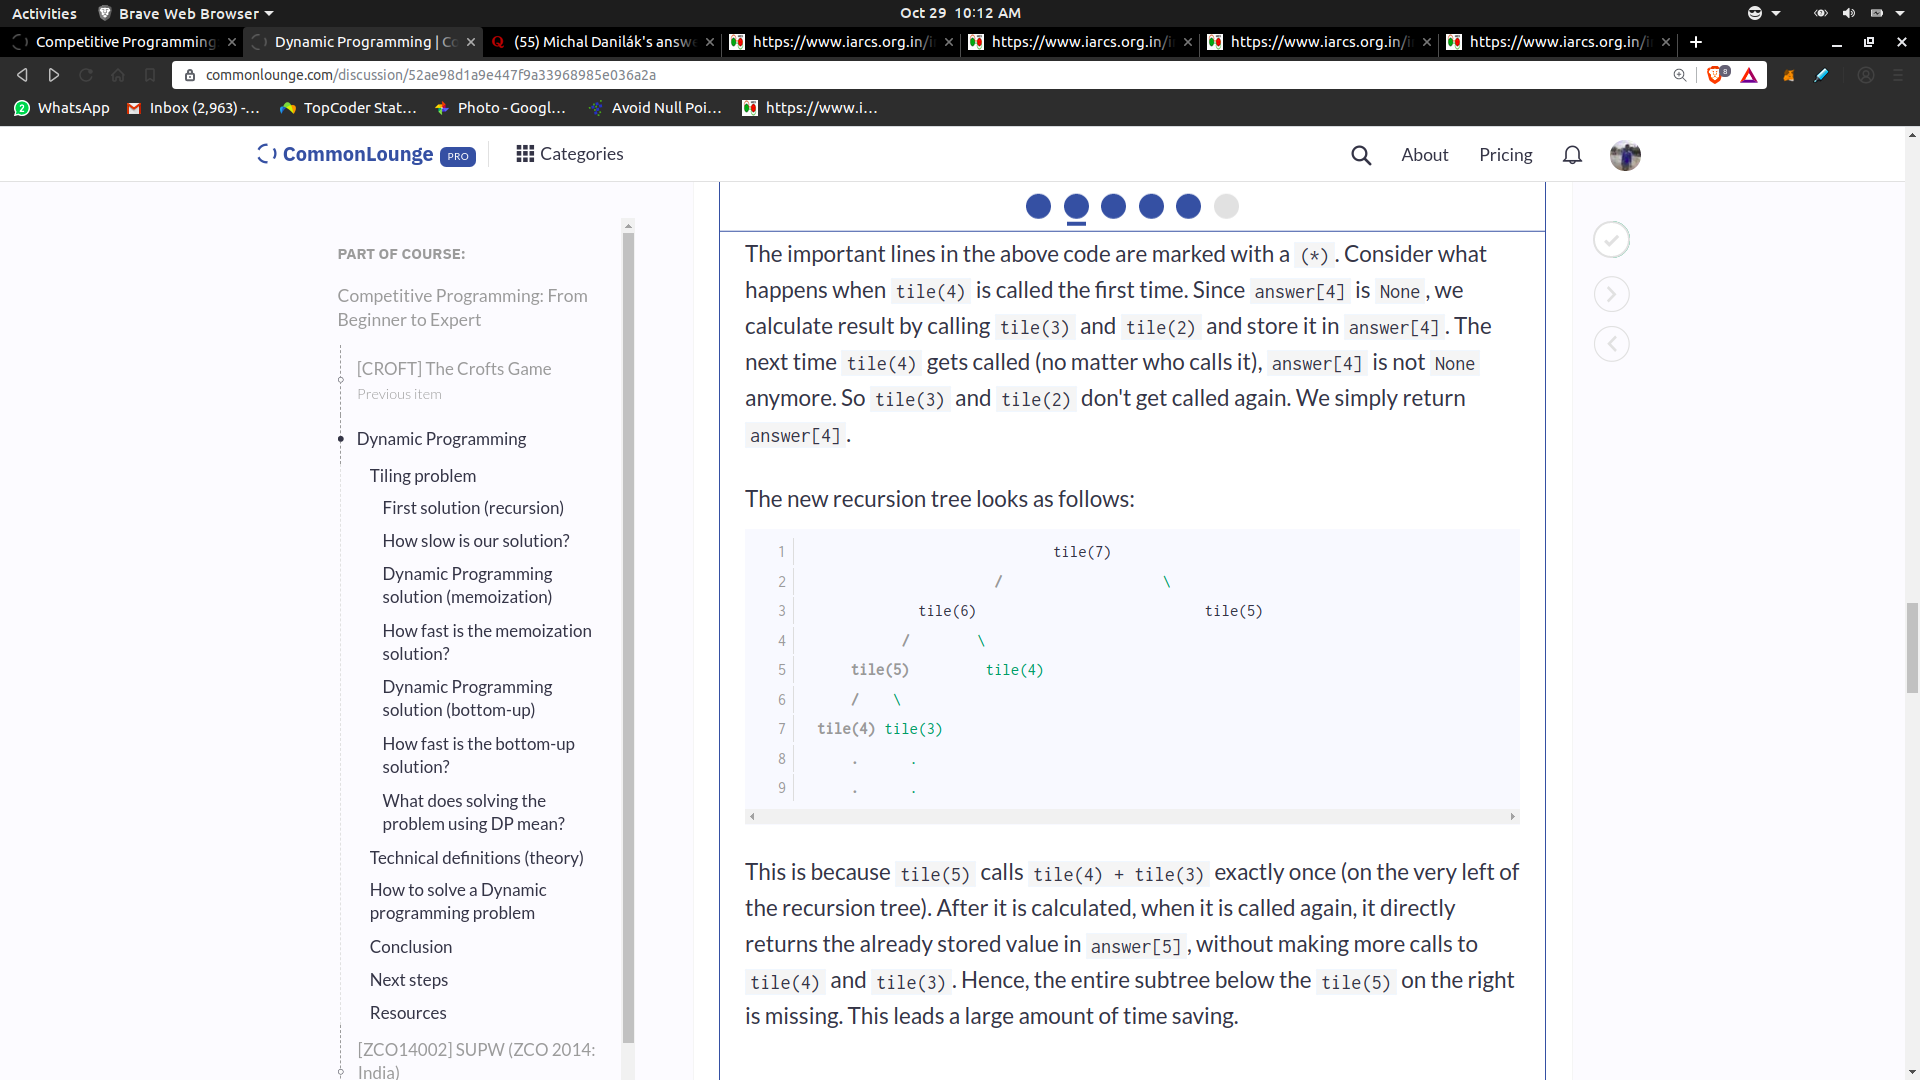 Activities Brave Web Browser Oct 29 10:12 AM
Competitive Programming Dynamic Programming | Co (55) Michal Danilák's answ https://www.iarcs.org.in/i https://www.iarcs.org.in/i https://www.iarcs.org.in/i https://www.iarcs.org.in/i
commonlounge.com/discussion/52ae98d1a9e447f9a33968985e036a2a 8
2 WhatsApp Inbox (2,963) -... TopCoder Stat... Photo - Googl... Avoid Null Poi... https://www.i...
CommonLounge PRO Categories About Pricing
PART OF COURSE:
Competitive Programming: From
Beginner to Expert
[CROFT] The Crofts Game
Previous item
Dynamic Programming
Tiling problem
First solution (recursion)
How slow is our solution?
Dynamic Programming
solution (memoization)
How fast is the memoization
solution?
Dynamic Programming
solution (bottom-up)
How fast is the bottom-up
solution?
What does solving the
problem using DP mean?
Technical definitions (theory)
How to solve a Dynamic
programming problem
Conclusion
Next steps
Resources
[ZCO14002] SUPW (ZCO 2014:
India)
The important lines in the above code are marked with a (*). Consider what
happens when tile(4) is called the first time. Since answer[4] is None, we
calculate result by calling tile(3) and tile(2) and store it in answer[4]. The
next time tile(4) gets called (no matter who calls it), answer[4] is not None
anymore. So tile(3) and tile(2) don't get called again. We simply return
answer[4].
The new recursion tree looks as follows:
1 tile(7)
2 / \
3 tile(6) tile(5)
4 / \
5 tile(5) tile(4)
6 / \
7 tile(4) tile(3)
8 . .
9 . .
This is because tile(5) calls tile(4) + tile(3) exactly once (on the very left of
the recursion tree). After it is calculated, when it is called again, it directly
returns the already stored value in answer[5], without making more calls to
tile(4) and tile(3). Hence, the entire subtree below the tile(5) on the right
is missing. This leads a large amount of time saving.